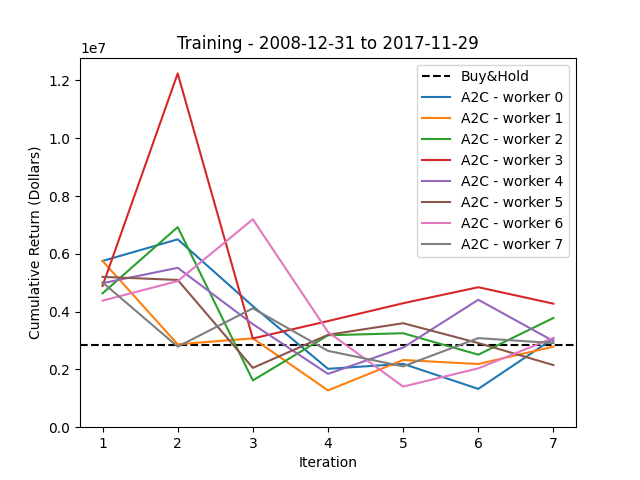 Training - 2008-12-31 to 2017-11-29
1e7
1.2
1.0
0.8
0.6
0.4
0.2
0.0
Cumulative Return (Dollars)
1 2 3 4 5 6 7
Iteration
Buy&Hold
A2C - worker 0
A2C - worker 1
A2C - worker 2
A2C - worker 3
A2C - worker 4
A2C - worker 5
A2C - worker 6
A2C - worker 7